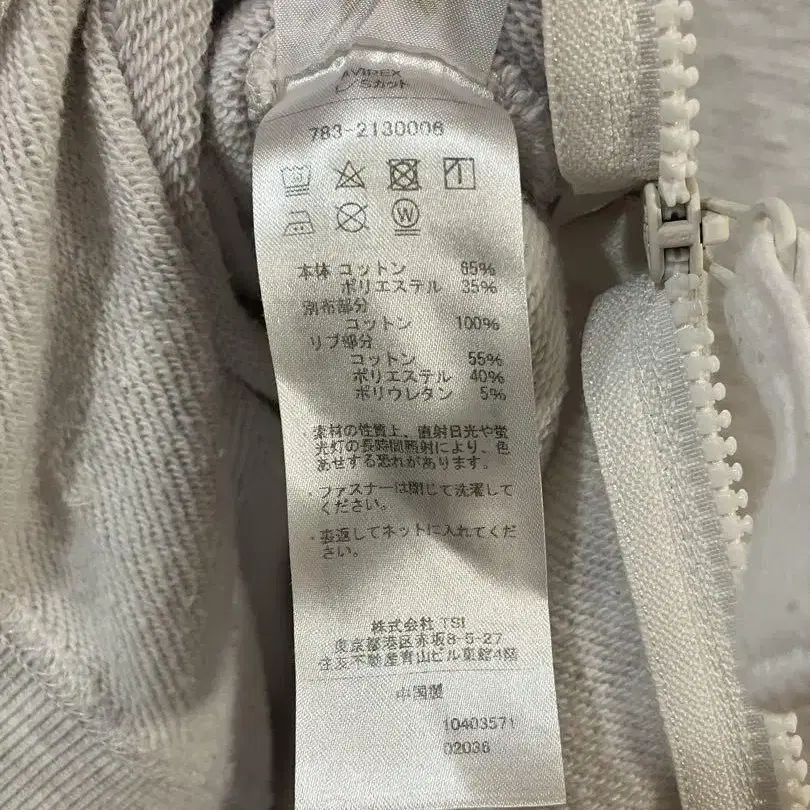 AVIREX
783-2130006
W
本体 コットン 65%
ポリエステル 35%
別布部分
コットン 100%
リブ部分
コットン 55%
ポリエステル 40%
ポリウレタン 5%
・素材の性質上、直射日光や蛍
光灯の長時間照射により、色
あせする恐れがあります。
・ファスナーは閉じて洗濯して
ください。
・裏返してネットに入れてくだ
さい。
株式会社 TSI
東京都港区赤坂8-5-27
住友不動産青山ビル東館4階
中国製
10403571
02036